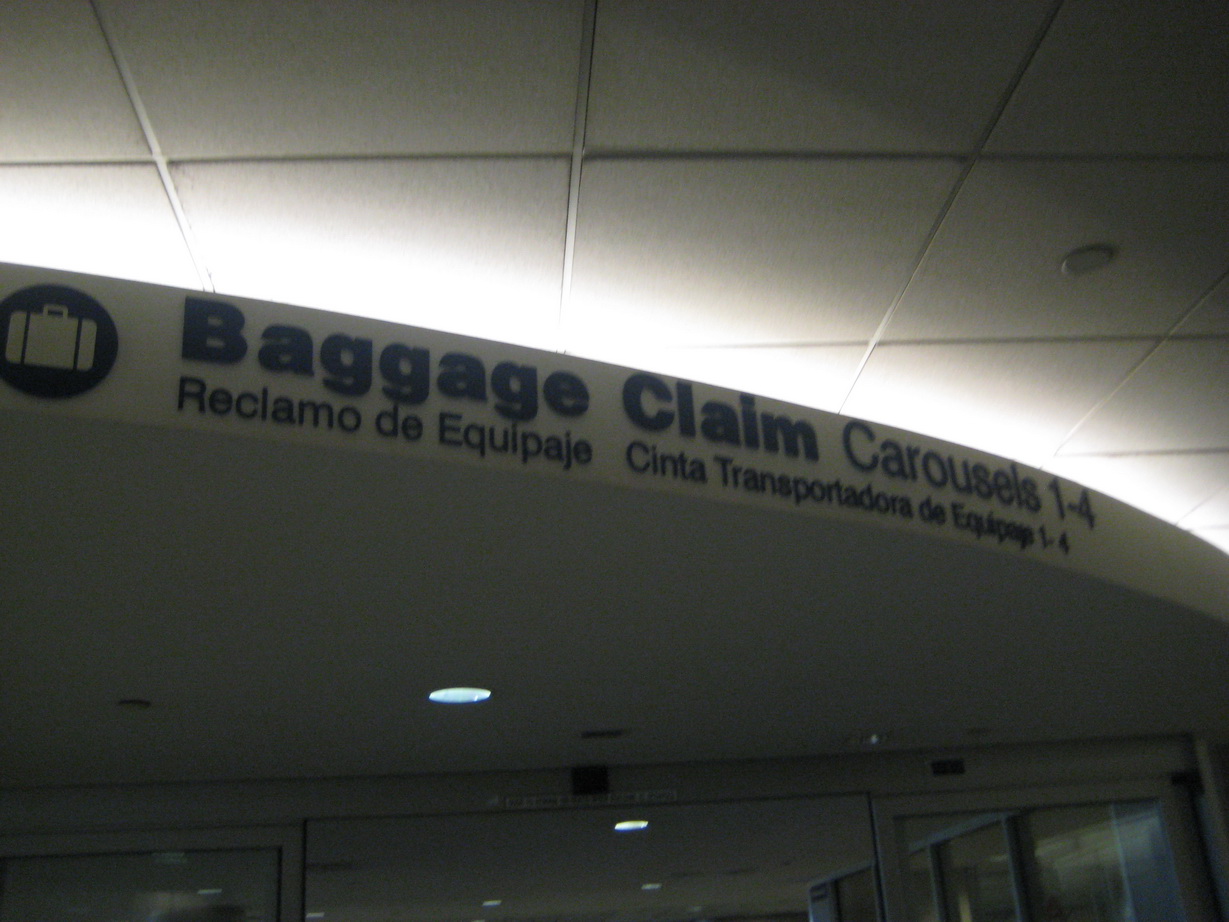 Baggage Claim Carousels 1-4
Reclamo de Equipaje Cinta Transportadora de Equipaje 1-4